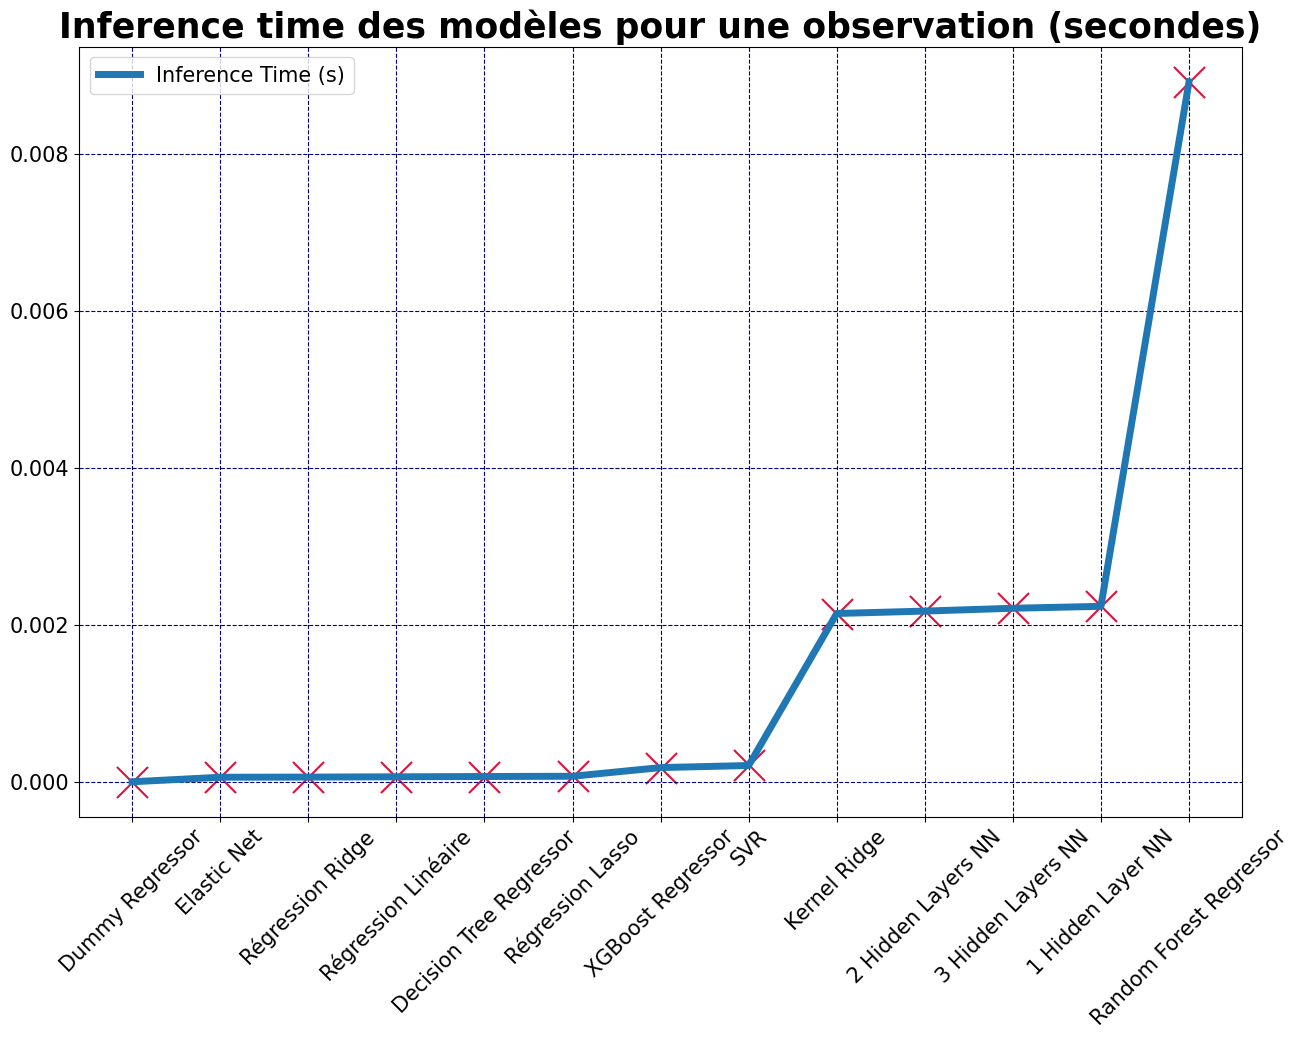 Inference time des modèles pour une observation (secondes)
Inference Time (s)
0.008
0.006
0.004
0.002
0.000
Dummy Regressor
Elastic Net
Régression Ridge
Régression Linéaire
Decision Tree Regressor
Régression Lasso
XGBoost Regressor
SVR
Kernel Ridge
2 Hidden Layers NN
3 Hidden Layers NN
1 Hidden Layer NN
Random Forest Regressor